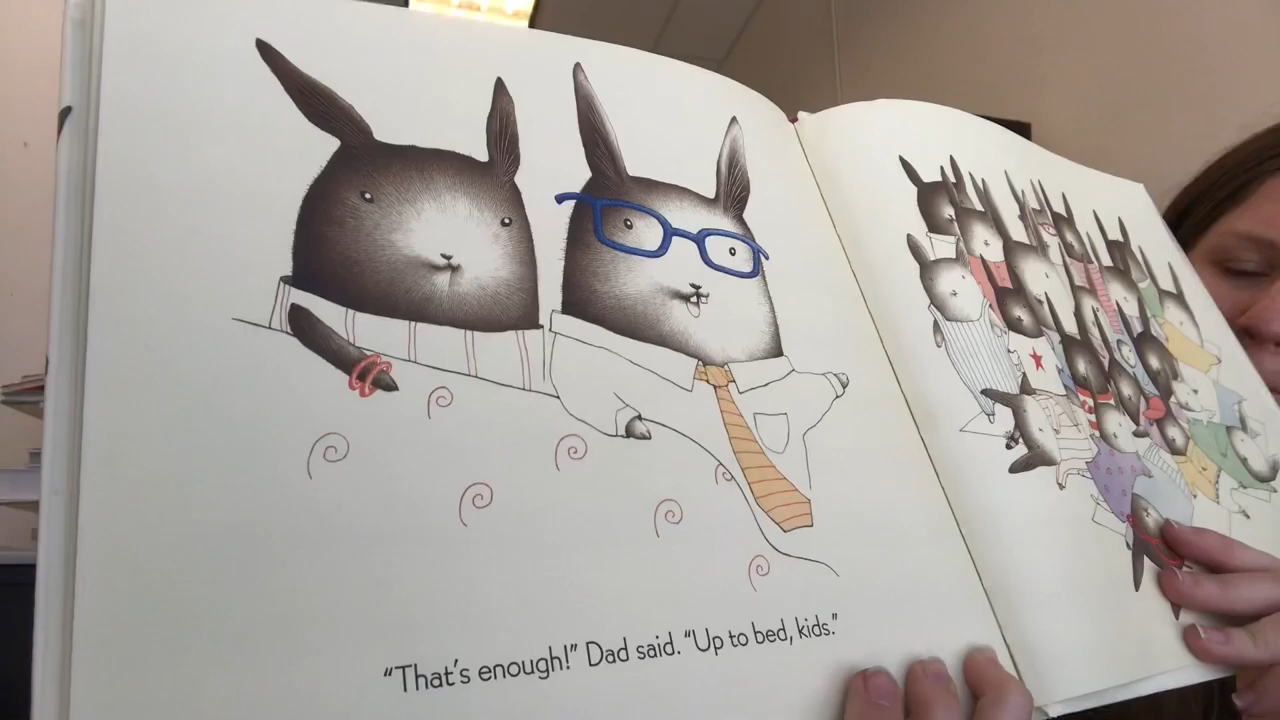 “That’s enough!” Dad said. “Up to bed, kids.”